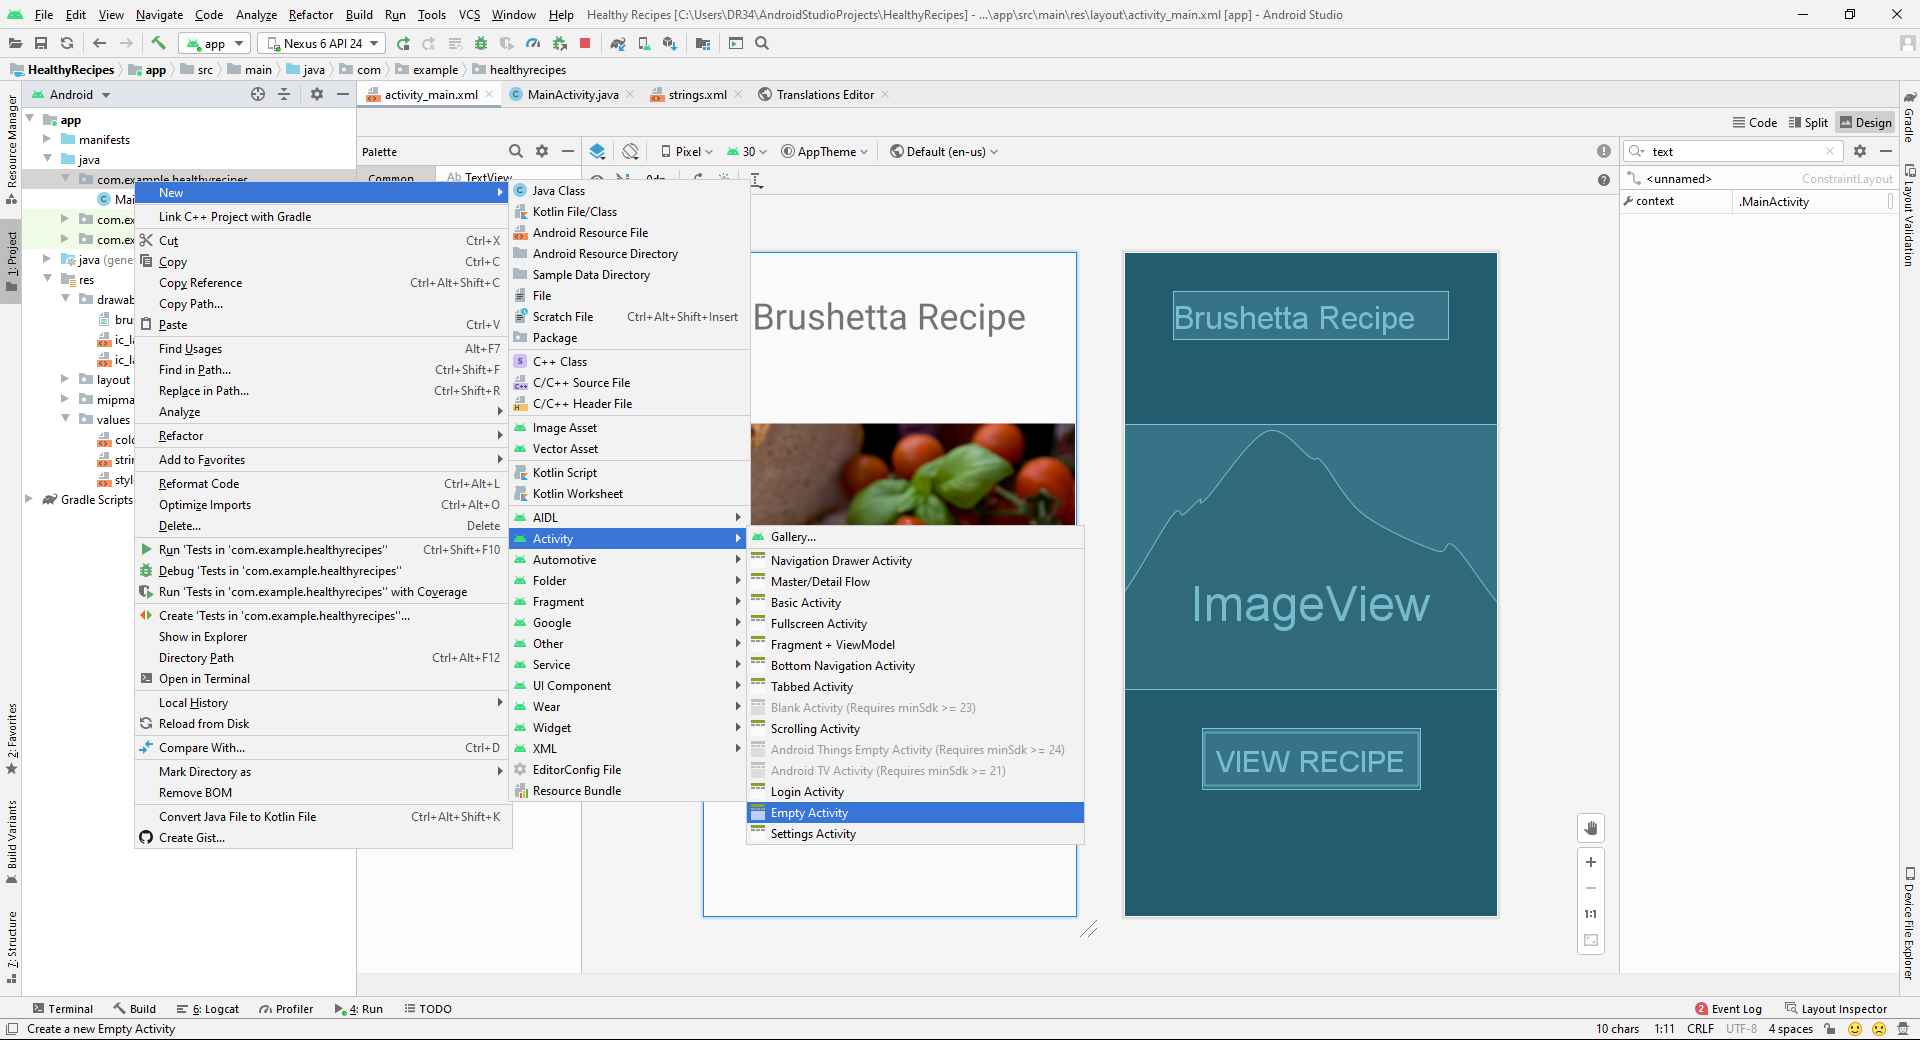 File Edit View Navigate Code Analyze Refactor Build Run Tools VCS Window Help Healthy Recipes [C:\Users\DR34\AndroidStudioProjects\HealthyRecipes] - ...\app\src\main\res\layout\activity_main.xml [app] - Android Studio
app Nexus 6 API 24
HealthyRecipes app src main java com example healthyrecipes
Android
activity_main.xml MainActivity.java strings.xml Translations Editor
Code Split Design
Palette
Pixel 30 AppTheme Default (en-us)
text
Common Ab TextView
<unnamed> ConstraintLayout
context .MainActivity
Resource Manager
1: Project
2: Favorites
Build Variants
7: Structure
Gradle
Layout Validation
Device File Explorer
app
manifests
java
com.example.healthyrecipes
Mai
com.ex
com.ex
java (gene
res
drawab
bru
ic_la
ic_la
layout
mipma
values
colo
strin
style
Gradle Scripts
New
Link C++ Project with Gradle
Cut Ctrl+X
Copy Ctrl+C
Copy Reference Ctrl+Alt+Shift+C
Copy Path...
Paste Ctrl+V
Find Usages Alt+F7
Find in Path... Ctrl+Shift+F
Replace in Path... Ctrl+Shift+R
Analyze
Refactor
Add to Favorites
Reformat Code Ctrl+Alt+L
Optimize Imports Ctrl+Alt+O
Delete... Delete
Run 'Tests in 'com.example.healthyrecipes'' Ctrl+Shift+F10
Debug 'Tests in 'com.example.healthyrecipes''
Run 'Tests in 'com.example.healthyrecipes'' with Coverage
Create 'Tests in 'com.example.healthyrecipes''...
Show in Explorer
Directory Path Ctrl+Alt+F12
Open in Terminal
Local History
Reload from Disk
Compare With... Ctrl+D
Mark Directory as
Remove BOM
Convert Java File to Kotlin File Ctrl+Alt+Shift+K
Create Gist...
Java Class
Kotlin File/Class
Android Resource File
Android Resource Directory
Sample Data Directory
File
Scratch File Ctrl+Alt+Shift+Insert
Package
C++ Class
C/C++ Source File
C/C++ Header File
Image Asset
Vector Asset
Kotlin Script
Kotlin Worksheet
AIDL
Activity
Automotive
Folder
Fragment
Google
Other
Service
UI Component
Wear
Widget
XML
EditorConfig File
Resource Bundle
Gallery...
Navigation Drawer Activity
Master/Detail Flow
Basic Activity
Fullscreen Activity
Fragment + ViewModel
Bottom Navigation Activity
Tabbed Activity
Blank Activity (Requires minSdk >= 23)
Scrolling Activity
Android Things Empty Activity (Requires minSdk >= 24)
Android TV Activity (Requires minSdk >= 21)
Login Activity
Empty Activity
Settings Activity
Brushetta Recipe
Brushetta Recipe
ImageView
VIEW RECIPE
1:1
Terminal Build 6: Logcat Profiler 4: Run TODO
2 Event Log Layout Inspector
Create a new Empty Activity
10 chars 1:11 CRLF UTF-8 4 spaces